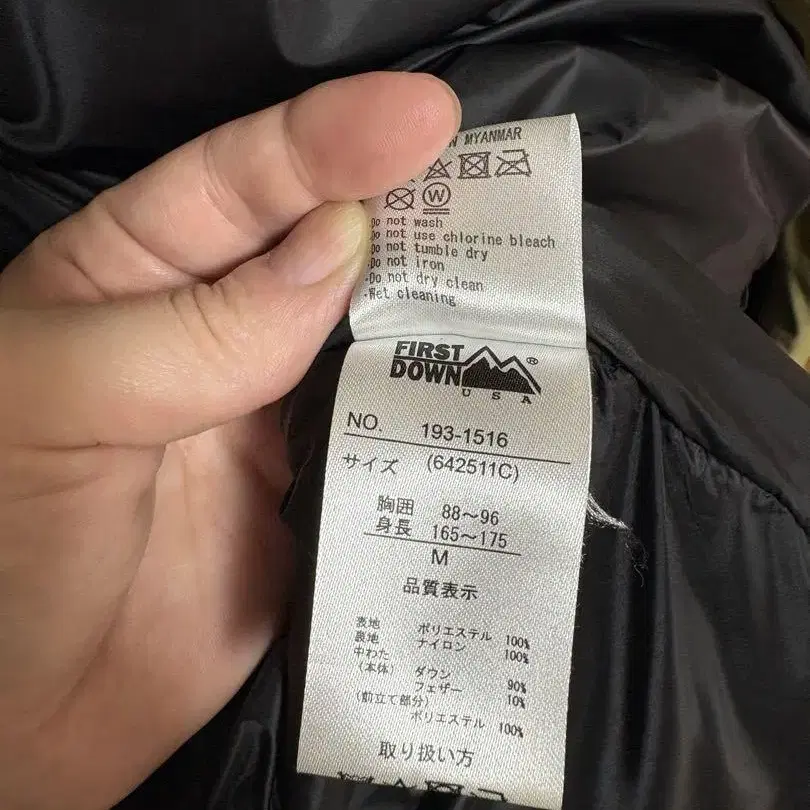 MYANMAR
W
Do not wash
Do not use chlorine bleach
Do not tumble dry
Do not iron
·Do not dry clean
·Wet cleaning
FIRST DOWN®
USA
NO. 193-1516
サイズ (642511C)
胸囲 88～96
身長 165～175
M
品質表示
表地 ポリエステル 100%
裏地 ナイロン 100%
中わた
(本体) ダウン 90%
フェザー 10%
(前立て部分)
ポリエステル 100%
取り扱い方